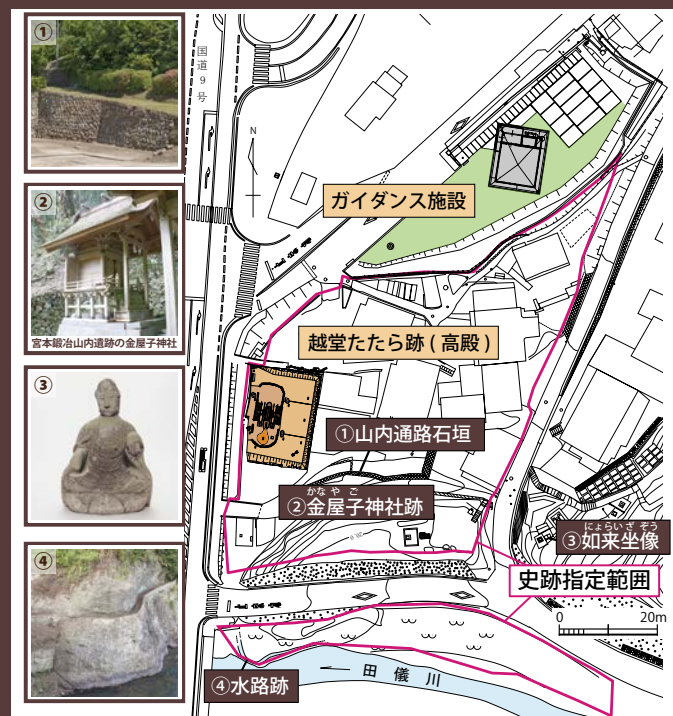 ①
②
宮本鍛冶山内遺跡の金屋子神社
③
④
国道9号
N
ガイダンス施設
越堂たたら跡(高殿)
①山内通路石垣
かなやご
②金屋子神社跡
にょらいざぞう
③如来坐像
史跡指定範囲
0 20m
④水路跡
田儀川